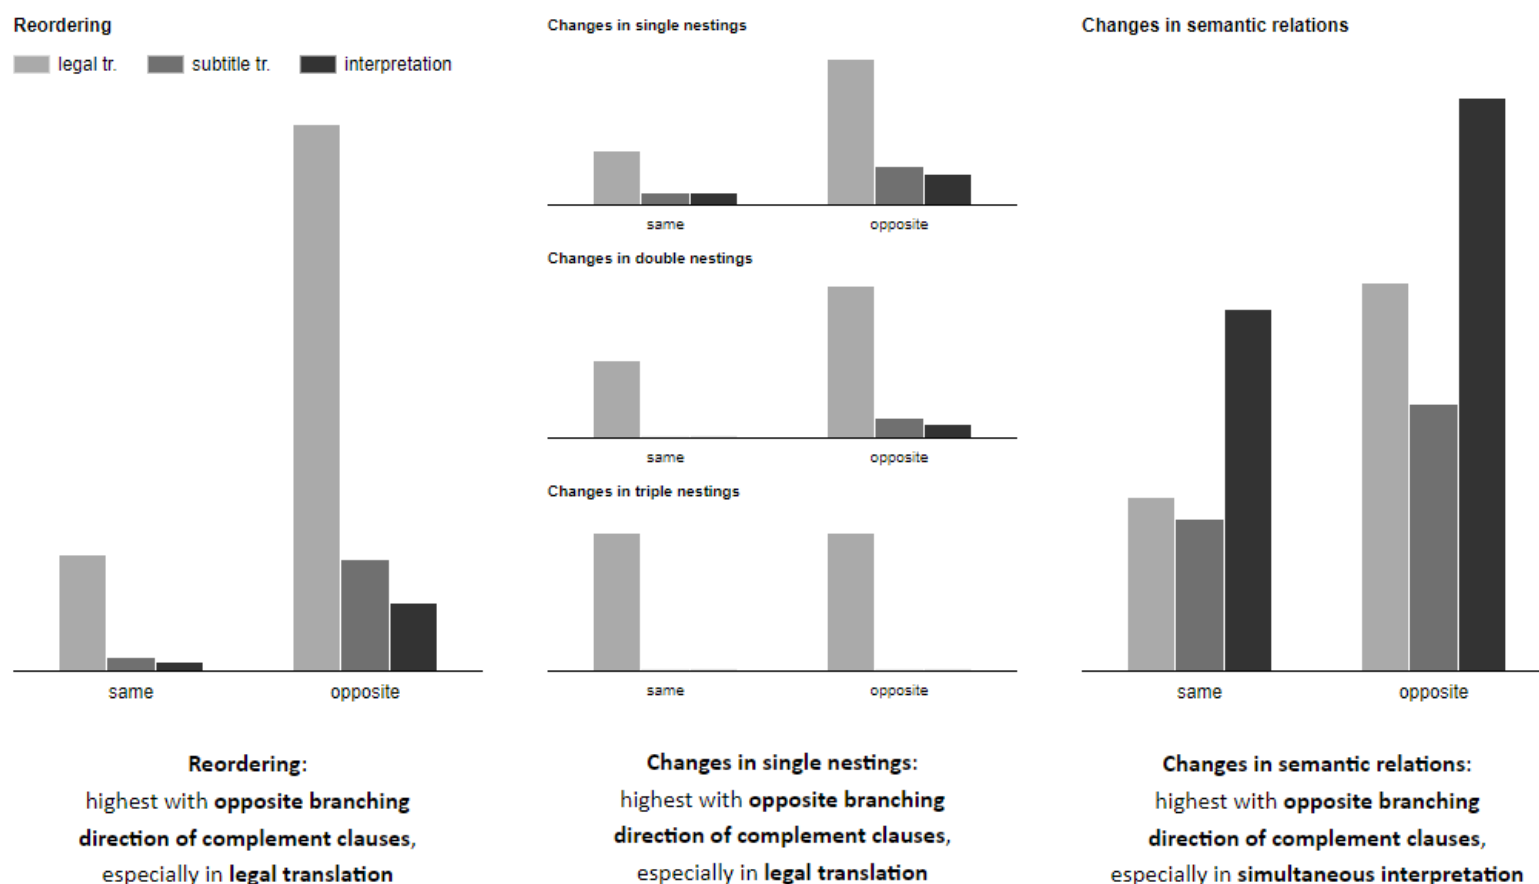 Reordering
legal tr. subtitle tr. interpretation
same opposite
Changes in single nestings
same opposite
Changes in double nestings
same opposite
Changes in triple nestings
same opposite
Changes in semantic relations
same opposite
Reordering:
highest with opposite branching
direction of complement clauses,
especially in legal translation
Changes in single nestings:
highest with opposite branching
direction of complement clauses,
especially in legal translation
Changes in semantic relations:
highest with opposite branching
direction of complement clauses,
especially in simultaneous interpretation